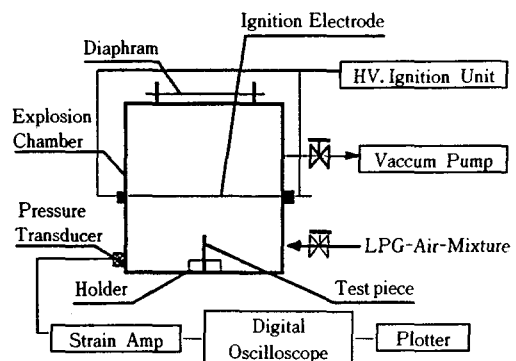 Ignition Electrode
Diaphram
HV. Ignition Unit
Explosion
Chamber
Vaccum Pump
Pressure
Transducer
LPG-Air-Mixture
Holder
Test piece
Strain Amp
Digital
Oscilloscope
Plotter